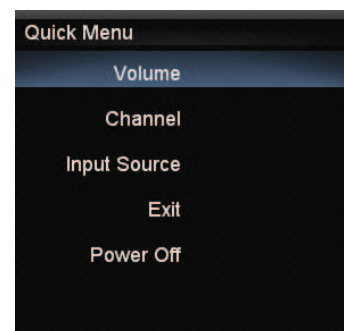 Quick Menu
Volume
Channel
Input Source
Exit
Power Off